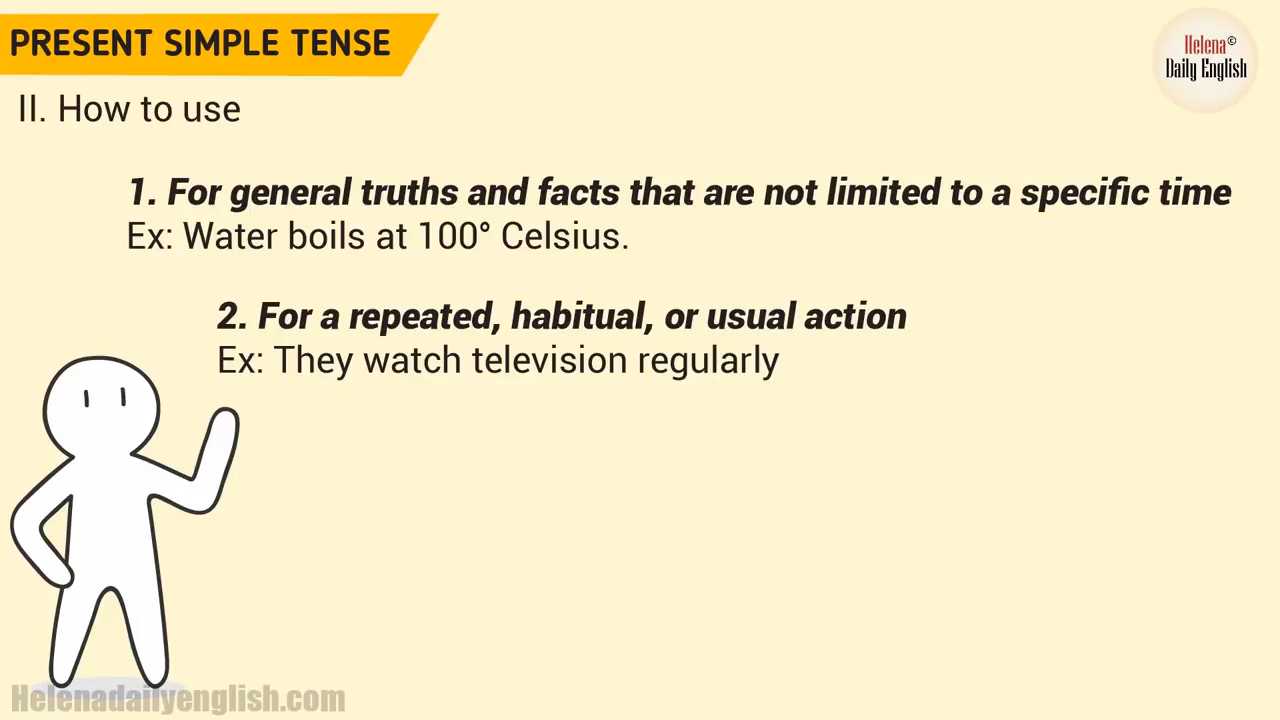 PRESENT SIMPLE TENSE
Helena©
Daily English
II. How to use
1. For general truths and facts that are not limited to a specific time
Ex: Water boils at 100° Celsius.
2. For a repeated, habitual, or usual action
Ex: They watch television regularly
Helenadailyenglish.com